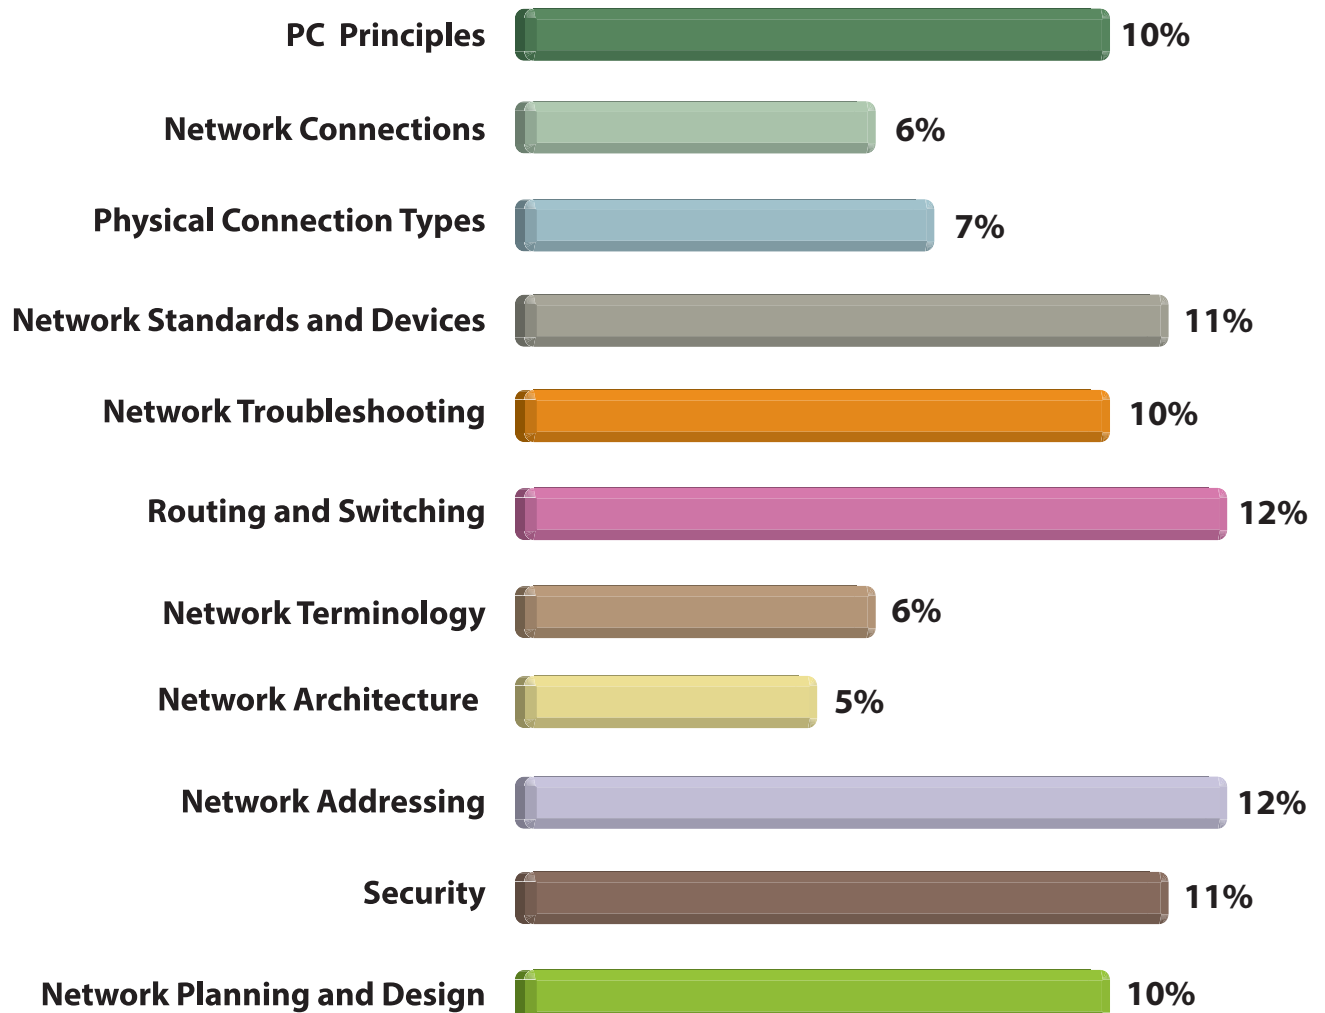 PC Principles 10%
Network Connections 6%
Physical Connection Types 7%
Network Standards and Devices 11%
Network Troubleshooting 10%
Routing and Switching 12%
Network Terminology 6%
Network Architecture 5%
Network Addressing 12%
Security 11%
Network Planning and Design 10%